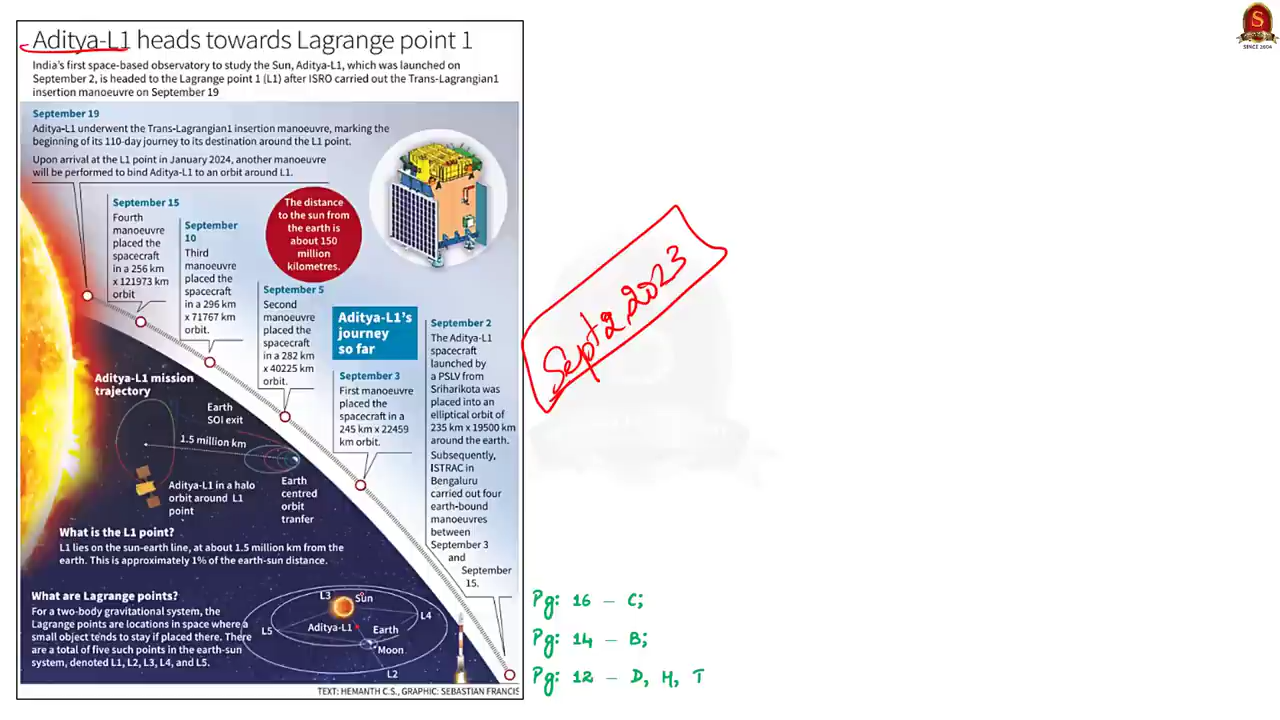 Aditya-L1 heads towards Lagrange point 1
India's first space-based observatory to study the Sun, Aditya-L1, which was launched on
September 2, is headed to the Lagrange point 1 (L1) after ISRO carried out the Trans-Lagrangian1
insertion manoeuvre on September 19
September 19
Aditya-L1 underwent the Trans-Lagrangian1 insertion manoeuvre, marking the
beginning of its 110-day journey to its destination around the L1 point.
Upon arrival at the L1 point in January 2024, another manoeuvre
will be performed to bind Aditya-L1 to an orbit around L1.
September 15
Fourth
manoeuvre
placed the
spacecraft
in a 256 km
x 121973 km
orbit
September
10
Third
manoeuvre
placed the
spacecraft
in a 296 km
x 71767 km
orbit.
The distance
to the sun from
the earth is
about 150
million
kilometres.
September 5
Second
manoeuvre
placed the
spacecraft
in a 282 km
x 40225 km
orbit.
Aditya-L1's
journey
so far
September 3
First manoeuvre
placed the
spacecraft in a
245 km x 22459
km orbit.
September 2
The Aditya-L1
spacecraft
launched by
a PSLV from
Sriharikota was
placed into an
elliptical orbit of
235 km x 19500 km
around the earth.
Subsequently,
ISTRAC in
Bengaluru
carried out four
earth-bound
manoeuvres
between
September 3
and
September
15.
Aditya-L1 mission
trajectory
Earth
SOI exit
1.5 million km
Aditya-L1 in a halo
orbit around L1
point
Earth
centred
orbit
tranfer
What is the L1 point?
L1 lies on the sun-earth line, at about 1.5 million km from the
earth. This is approximately 1% of the earth-sun distance.
What are Lagrange points?
For a two-body gravitational system, the
Lagrange points are locations in space where a
small object tends to stay if placed there. There
are a total of five such points in the earth-sun
system, denoted L1, L2, L3, L4, and L5.
L3
Sun
L4
Aditya-L1
L5
Earth
Moon
L2
TEXT: HEMANTH C.S., GRAPHIC: SEBASTIAN FRANCIS
Sept 2, 2023
Pg: 16 - C;
Pg: 14 - B;
Pg: 12 - D, H, T
S
SINCE 2004